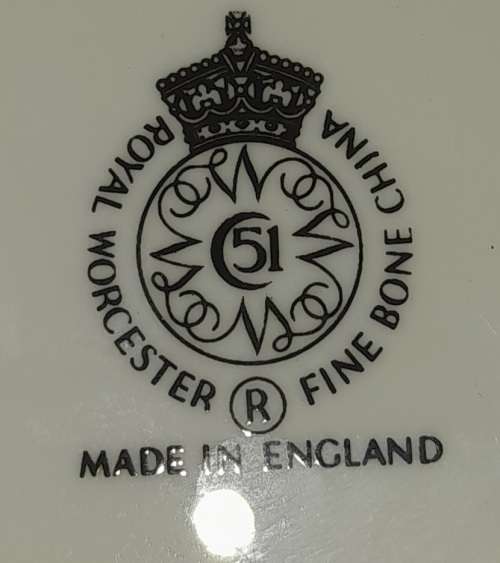 ROYAL WORCESTER FINE BONE CHINA
C51
R
MADE IN ENGLAND